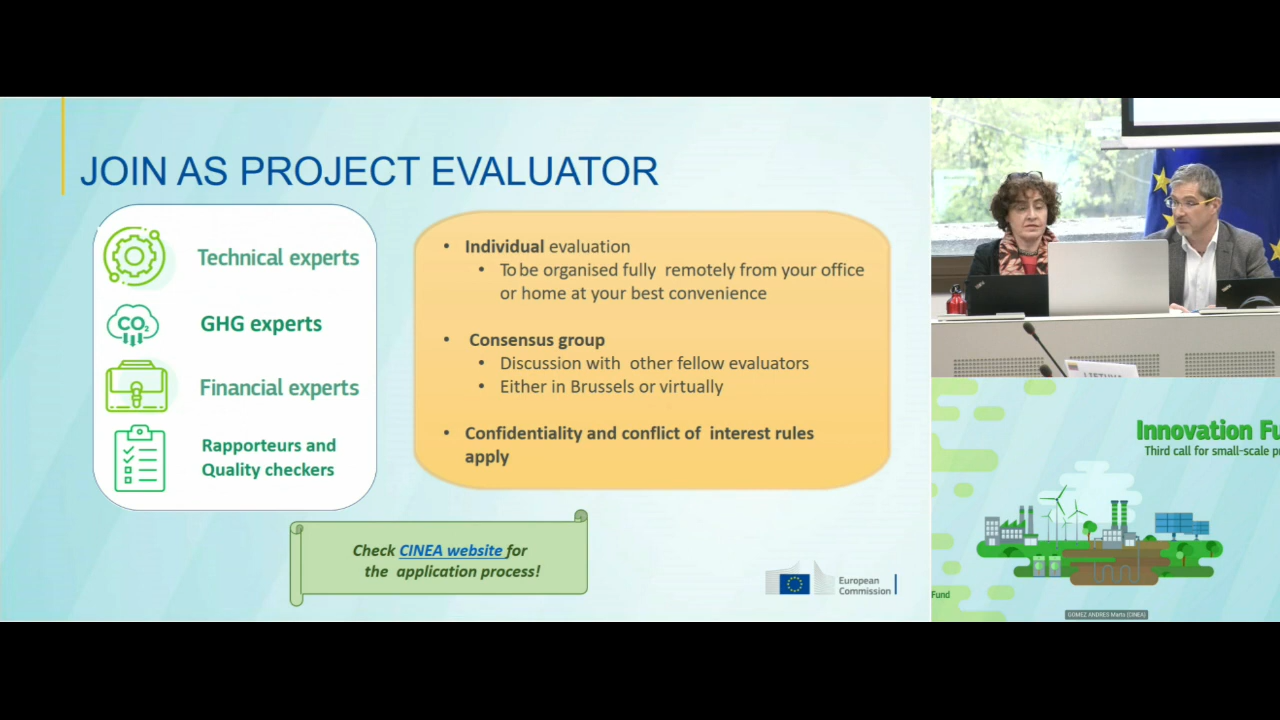 JOIN AS PROJECT EVALUATOR
Technical experts
GHG experts
CO₂
Financial experts
Rapporteurs and
Quality checkers
• Individual evaluation
• To be organised fully remotely from your office
or home at your best convenience
• Consensus group
• Discussion with other fellow evaluators
• Either in Brussels or virtually
• Confidentiality and conflict of interest rules
apply
Check CINEA website for
the application process!
European
Commission
LIETUVA
Innovation Fu
Third call for small-scale p
Fund
GOMEZ ANDRES Marta (CINEA)